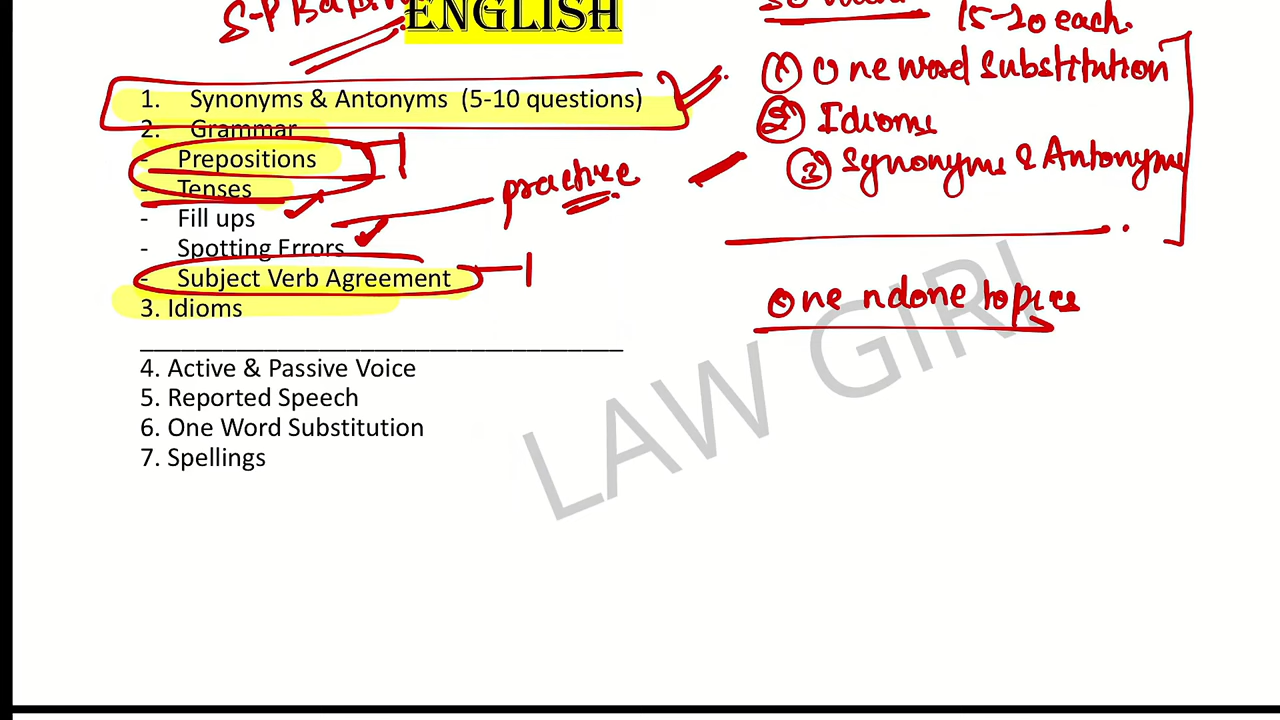 S-P Bakshi
ENGLISH
15-20 each.
1. Synonyms & Antonyms (5-10 questions)
2. Grammar
- Prepositions
- Tenses
- Fill ups
- Spotting Errors
- Subject Verb Agreement
3. Idioms
4. Active & Passive Voice
5. Reported Speech
6. One Word Substitution
7. Spellings
practice
(1) One word Substitution
(2) Idioms
(3) Synonyms & Antonyms
One n done topics
LAW GIRL